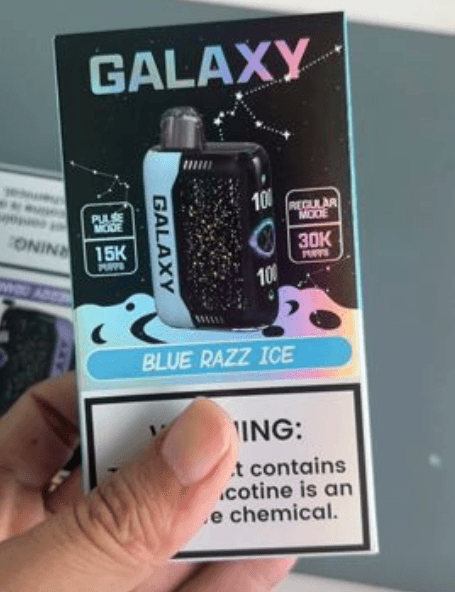 GALAXY
PULSE
MODE
15K
PUFFS
GALAXY
100
100
REGULAR
MODE
30K
PUFFS
BLUE RAZZ ICE
ING:
contains
is an
chemical.